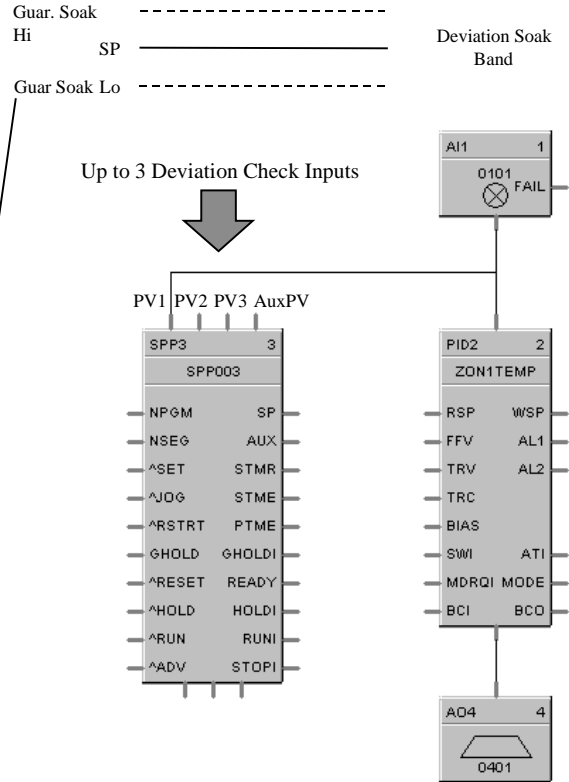 Guar. Soak
Hi
SP
Deviation Soak
Band
Guar Soak Lo
Up to 3 Deviation Check Inputs
AI1 1
0101
FAIL
PV1 PV2 PV3 AuxPV
SPP3 3
SPP003
NPGM SP
NSEG AUX
^SET STMR
^JOG STME
^RSTRT PTME
GHOLD GHOLDI
^RESET READY
^HOLD HOLDI
^RUN RUNI
^ADV STOPI
PID2 2
ZON1TEMP
RSP WSP
FFV AL1
TRV AL2
TRC
BIAS
SWI ATI
MDRQI MODE
BCI BCO
AO4 4
0401